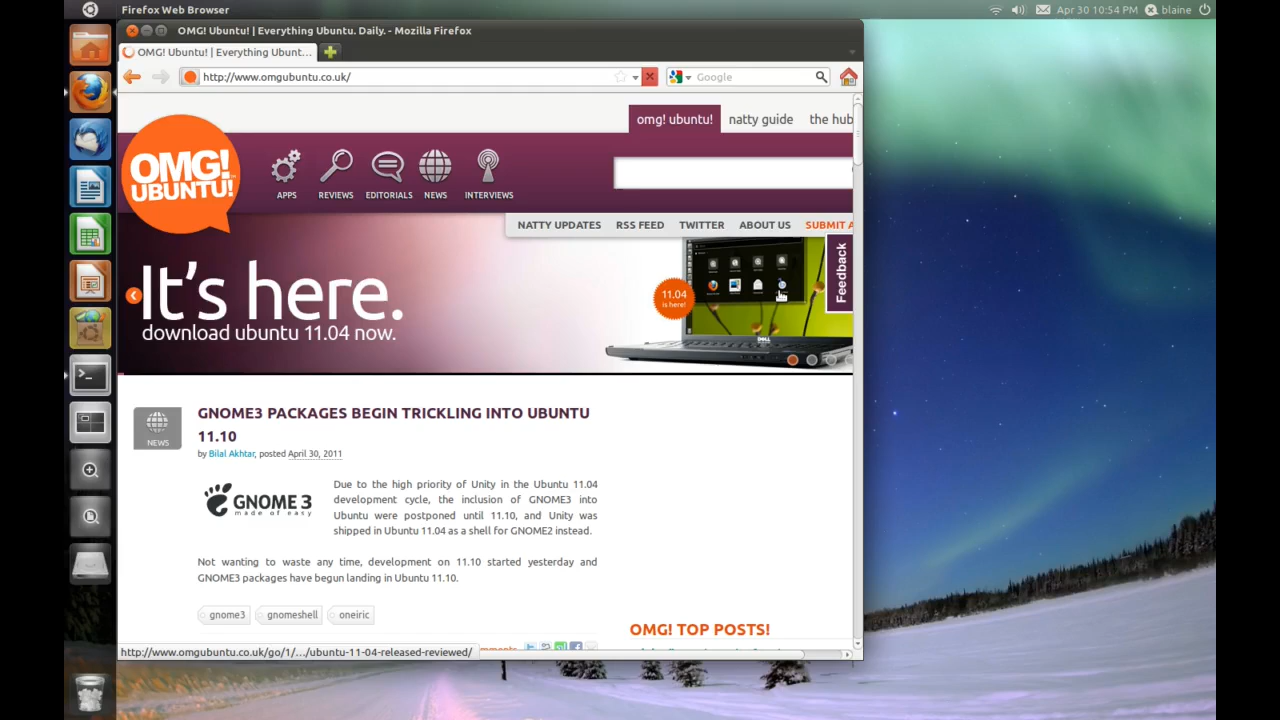 Firefox Web Browser
Apr 30 10:54 PM
blaine
OMG! Ubuntu! | Everything Ubuntu. Daily. - Mozilla Firefox
OMG! Ubuntu! | Everything Ubunt...
http://www.omgubuntu.co.uk/
Google
omg! ubuntu!
natty guide
the hub
OMG!
UBUNTU!
APPS
REVIEWS
EDITORIALS
NEWS
INTERVIEWS
NATTY UPDATES
RSS FEED
TWITTER
ABOUT US
SUBMIT A
Feedback
It's here.
download ubuntu 11.04 now.
11.04
is here!
DELL
NEWS
GNOME3 PACKAGES BEGIN TRICKLING INTO UBUNTU
11.10
by Bilal Akhtar, posted April 30, 2011
GNOME 3
made of easy
Due to the high priority of Unity in the Ubuntu 11.04
development cycle, the inclusion of GNOME3 into
Ubuntu were postponed until 11.10, and Unity was
shipped in Ubuntu 11.04 as a shell for GNOME2 instead.
Not wanting to waste any time, development on 11.10 started yesterday and
GNOME3 packages have begun landing in Ubuntu 11.10.
gnome3
gnomeshell
oneiric
OMG! TOP POSTS!
http://www.omgubuntu.co.uk/go/1/.../ubuntu-11-04-released-reviewed/